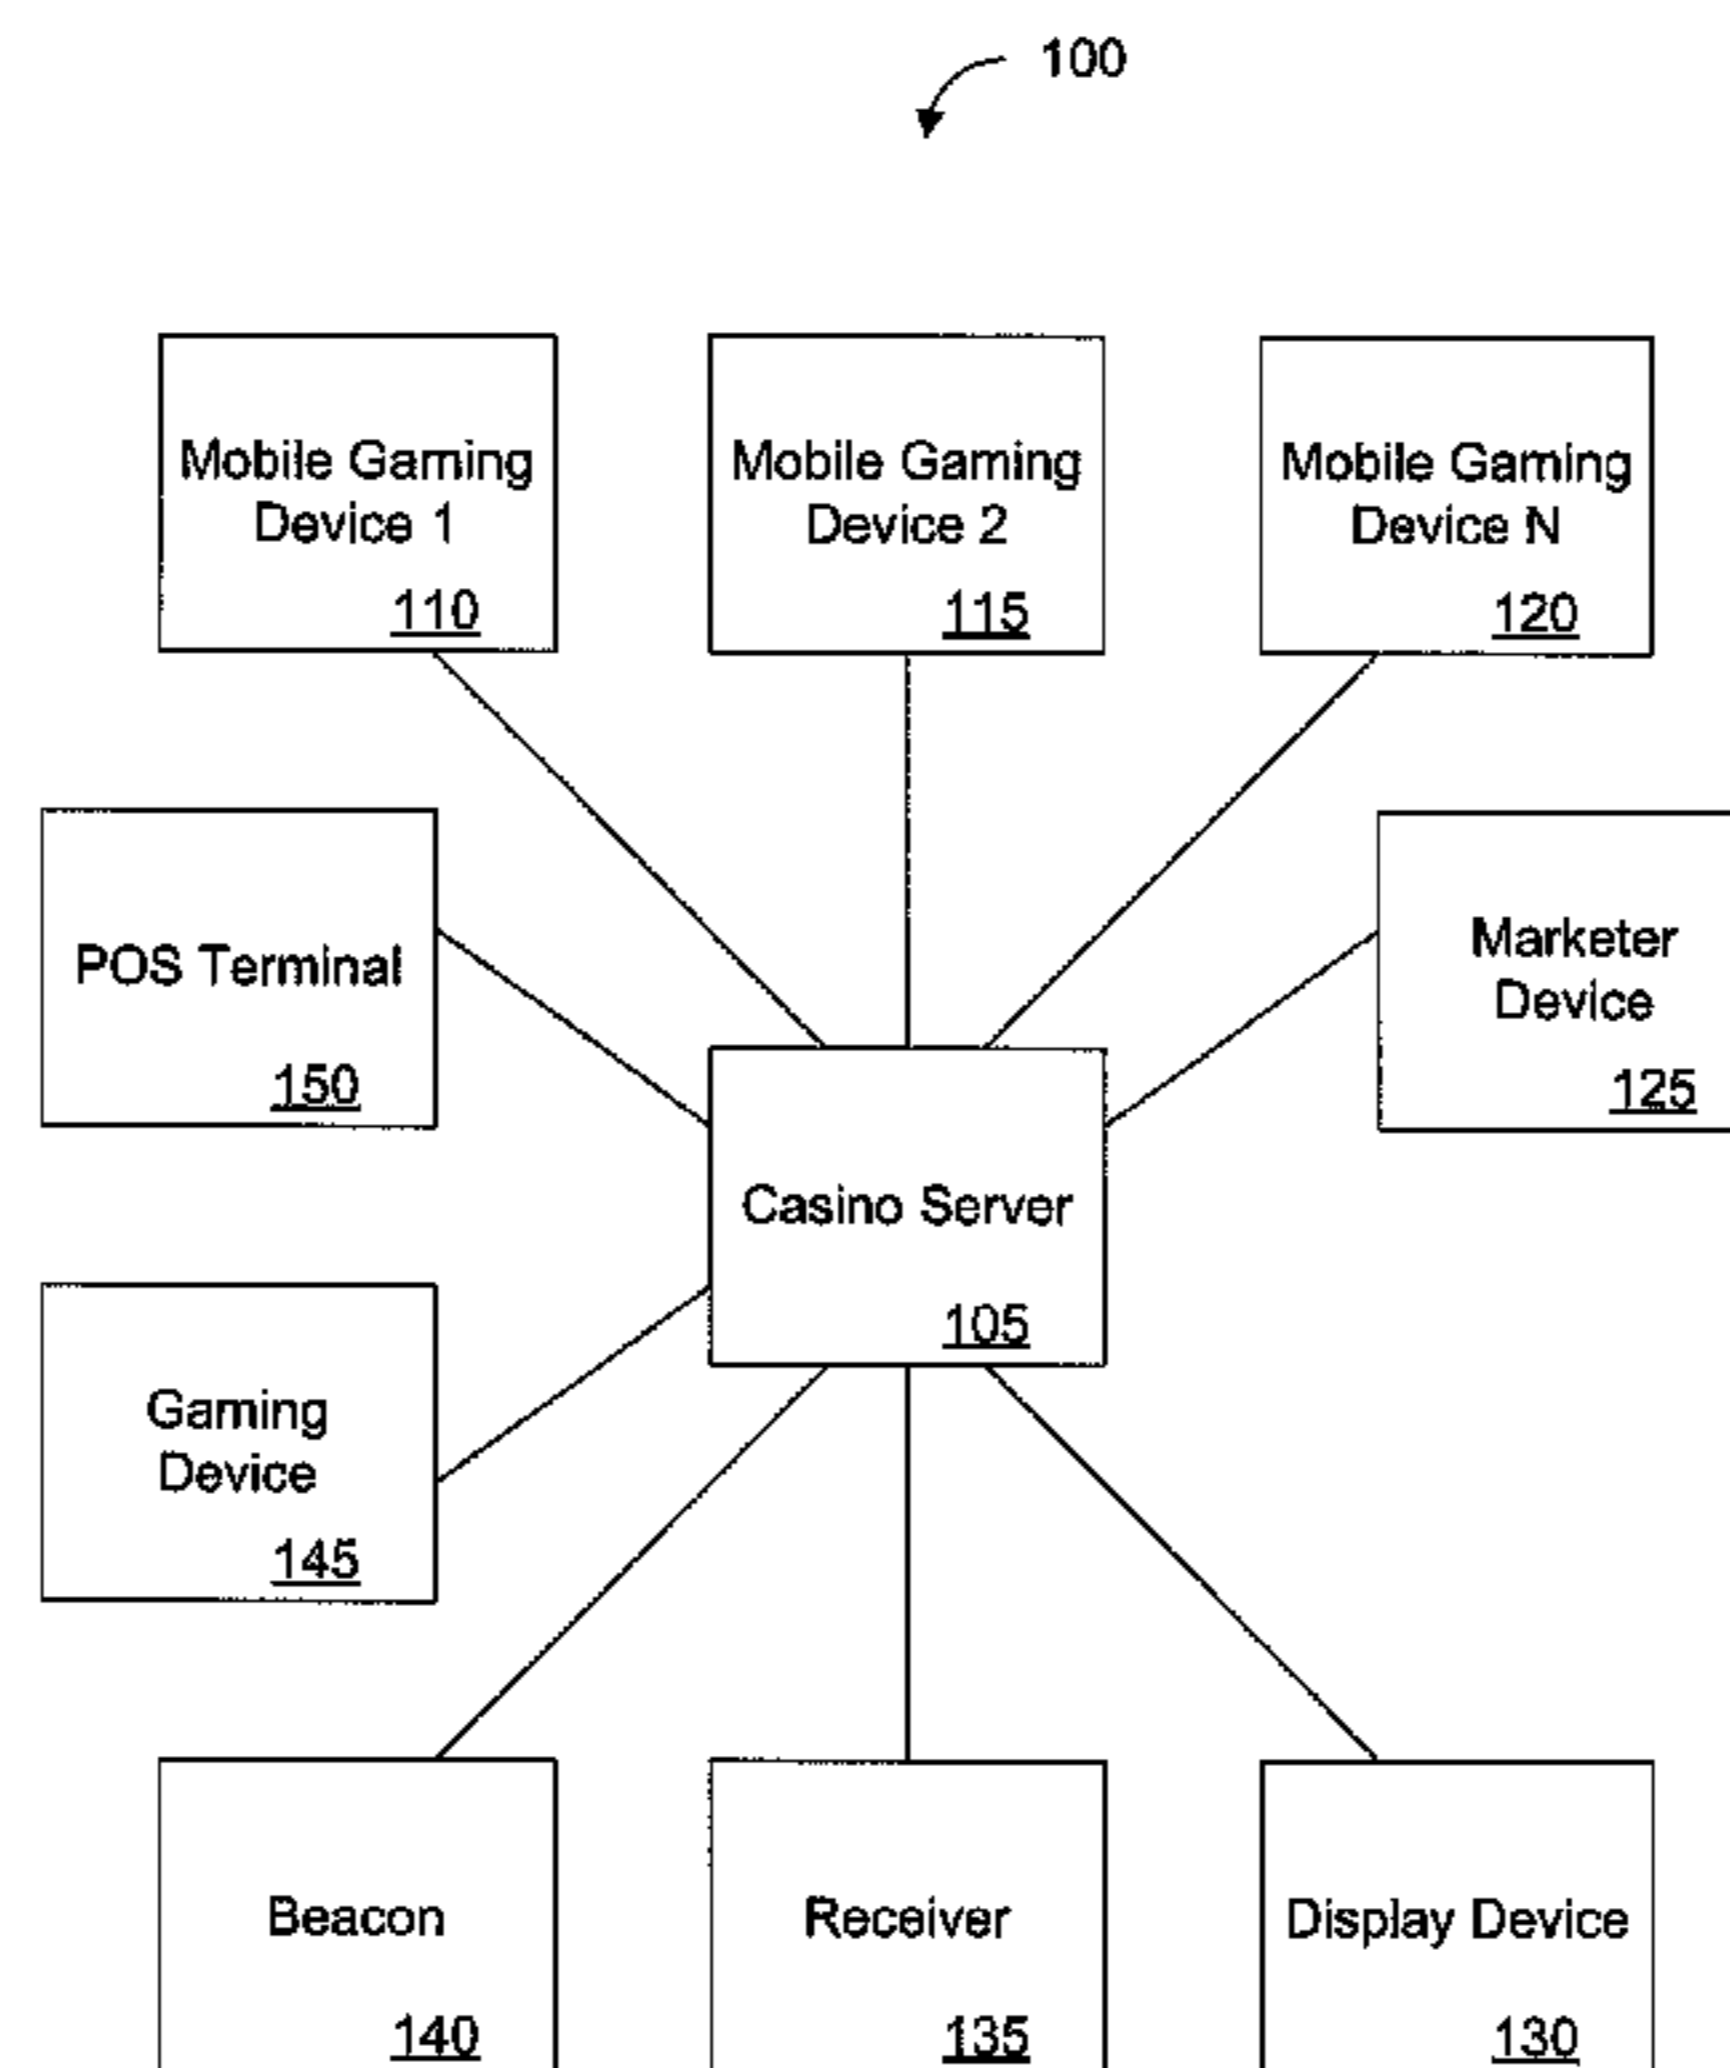 100
Mobile Gaming
Device 1
110
Mobile Gaming
Device 2
115
Mobile Gaming
Device N
120
POS Terminal
150
Marketer
Device
125
Casino Server
105
Gaming
Device
145
Beacon
140
Receiver
135
Display Device
130